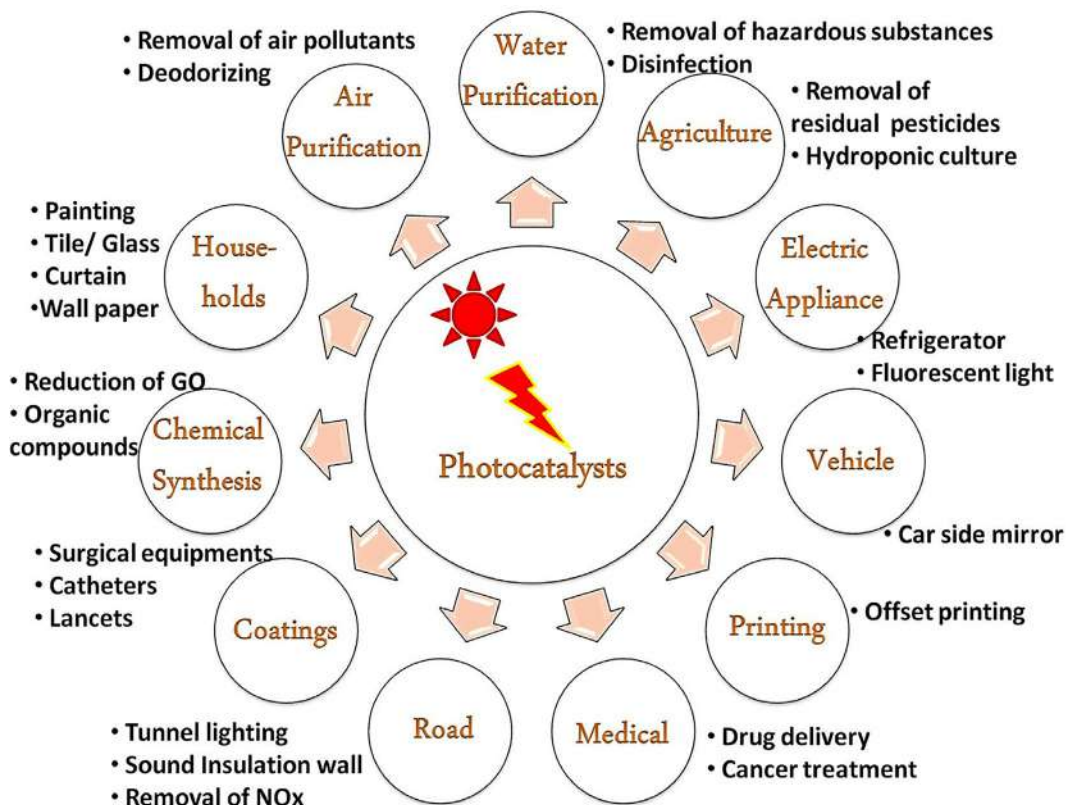 • Removal of air pollutants
• Deodorizing
Air
Purification
Water
Purification
• Removal of hazardous substances
• Disinfection
Agriculture
• Removal of
residual pesticides
• Hydroponic culture
• Painting
• Tile/ Glass
• Curtain
•Wall paper
House-
holds
Electric
Appliance
• Refrigerator
• Fluorescent light
• Reduction of GO
• Organic
compounds
Chemical
Synthesis
Photocatalysts
Vehicle
• Car side mirror
• Surgical equipments
• Catheters
• Lancets
Coatings
Printing
• Offset printing
• Tunnel lighting
• Sound Insulation wall
• Removal of NOx
Road
Medical
• Drug delivery
• Cancer treatment